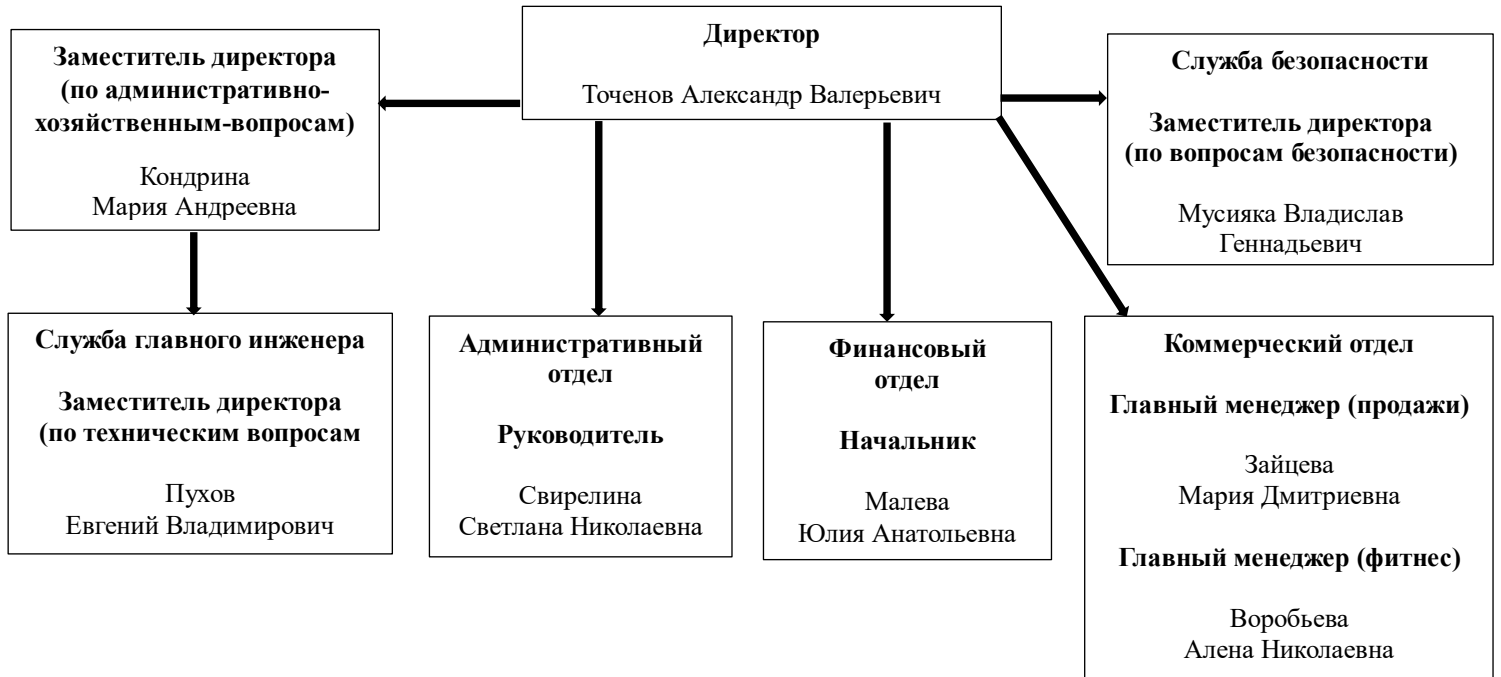 Директор
Точенов Александр Валерьевич
Заместитель директора
(по административно-
хозяйственным-вопросам)
Кондрина
Мария Андреевна
Служба безопасности
Заместитель директора
(по вопросам безопасности)
Мусияка Владислав
Геннадьевич
Служба главного инженера
Заместитель директора
(по техническим вопросам
Пухов
Евгений Владимирович
Административный
отдел
Руководитель
Свирелина
Светлана Николаевна
Финансовый
отдел
Начальник
Малева
Юлия Анатольевна
Коммерческий отдел
Главный менеджер (продажи)
Зайцева
Мария Дмитриевна
Главный менеджер (фитнес)
Воробьева
Алена Николаевна